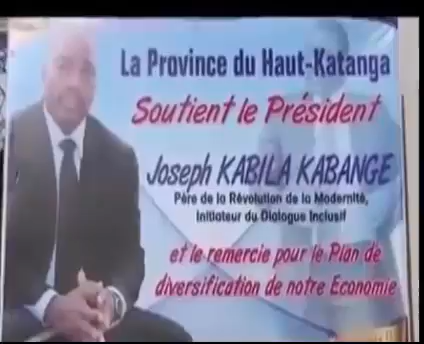 La Province du Haut-Katanga
Soutient le Président
Joseph KABILA KABANGE
Père de la Révolution de la Modernité,
Initiateur du Dialogue Inclusif
et le remercie pour le Plan de
diversification de notre Economie